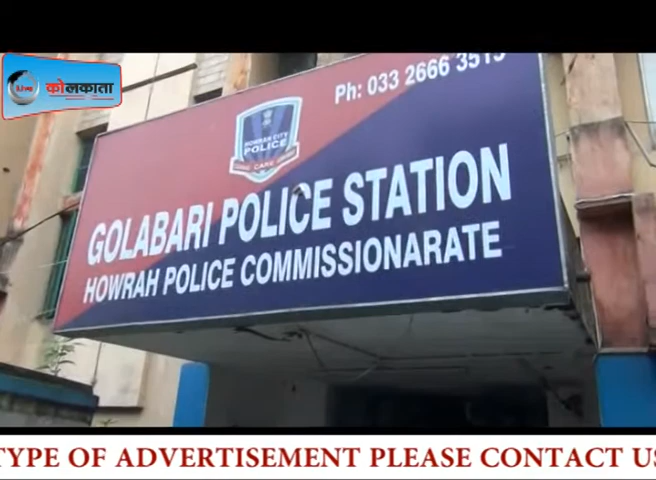 Live कोलकाता
Ph: 033 2666 3515
HOWRAH CITY
POLICE
GOLABARI POLICE STATION
HOWRAH POLICE COMMISSIONARATE
TYPE OF ADVERTISEMENT PLEASE CONTACT US